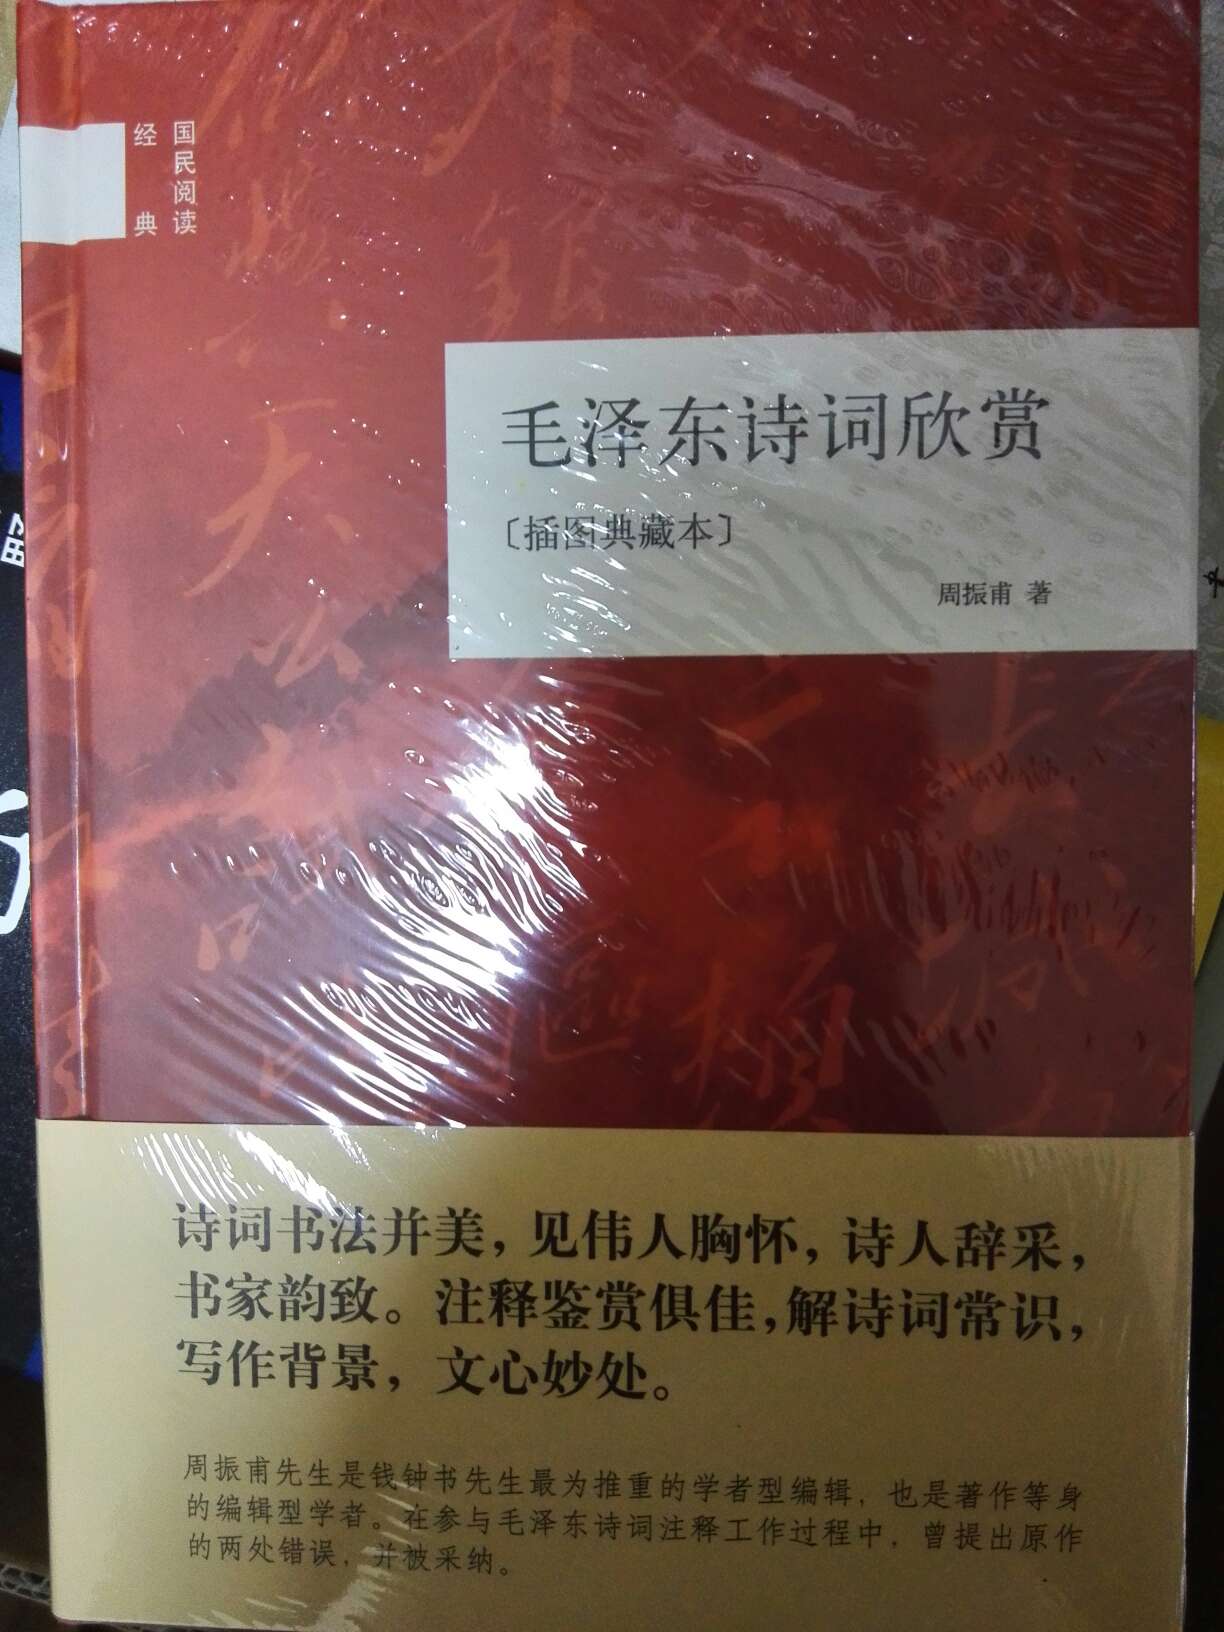 国民阅读
经典
毛泽东诗词欣赏
〔插图典藏本〕
周振甫 著
诗词书法并美，见伟人胸怀，诗人辞采，
书家韵致。注释鉴赏俱佳，解诗词常识，
写作背景，文心妙处。
周振甫先生是钱钟书先生最为推重的学者型编辑，也是著作等身
的编辑型学者。在参与毛泽东诗词注释工作过程中，曾提出原作
的两处错误，并被采纳。